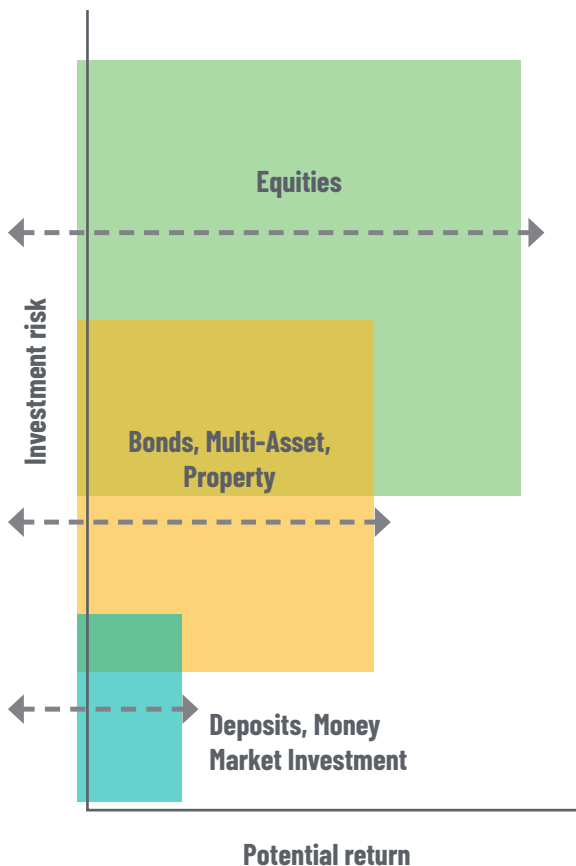 Equities
Investment risk
Bonds, Multi-Asset,
Property
Deposits, Money
Market Investment
Potential return